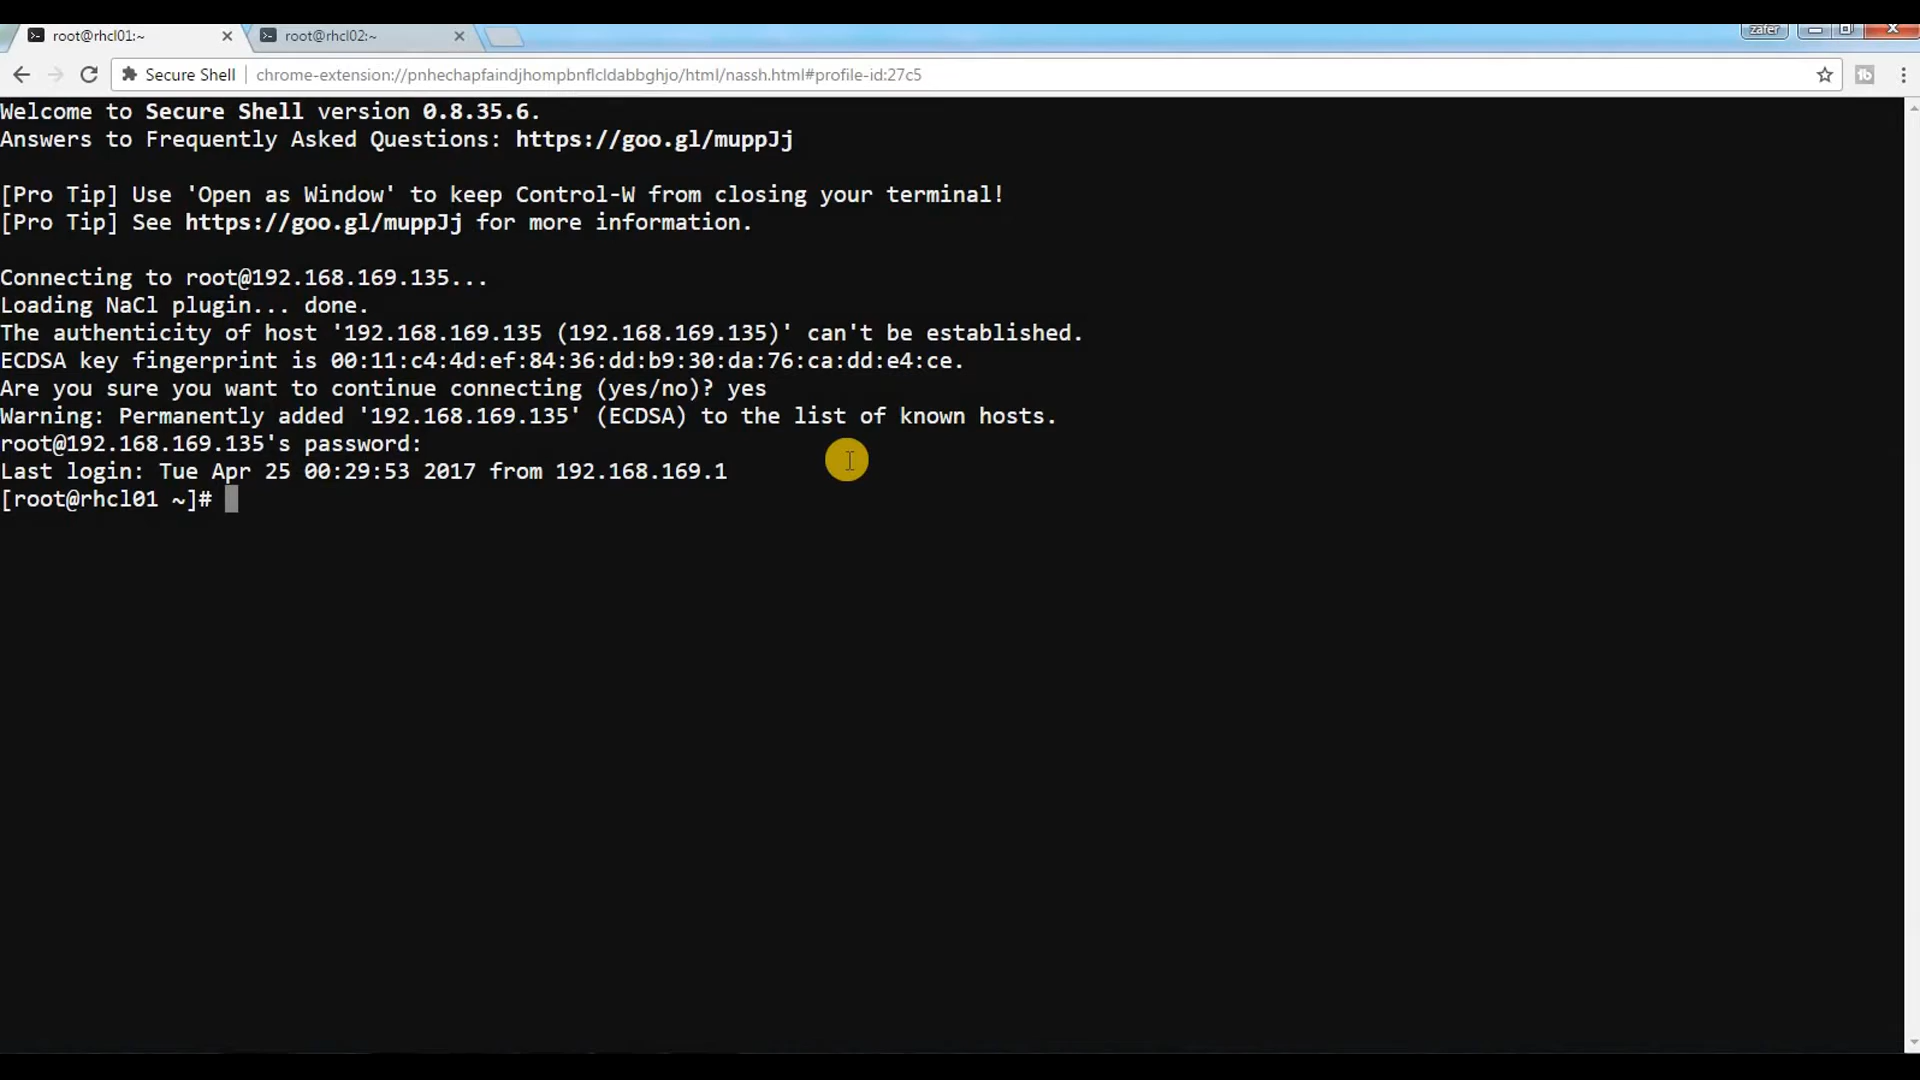 root@rhcl01:~
root@rhcl02:~
zafer
Secure Shell
chrome-extension://pnhechapfaindjhompbnflcldabbghjo/html/nassh.html#profile-id:27c5
Welcome to Secure Shell version 0.8.35.6.
Answers to Frequently Asked Questions: https://goo.gl/muppJj
[Pro Tip] Use 'Open as Window' to keep Control-W from closing your terminal!
[Pro Tip] See https://goo.gl/muppJj for more information.
Connecting to root@192.168.169.135...
Loading NaCl plugin... done.
The authenticity of host '192.168.169.135 (192.168.169.135)' can't be established.
ECDSA key fingerprint is 00:11:c4:4d:ef:84:36:dd:b9:30:da:76:ca:dd:e4:ce.
Are you sure you want to continue connecting (yes/no)? yes
Warning: Permanently added '192.168.169.135' (ECDSA) to the list of known hosts.
root@192.168.169.135's password:
Last login: Tue Apr 25 00:29:53 2017 from 192.168.169.1
[root@rhcl01 ~]#